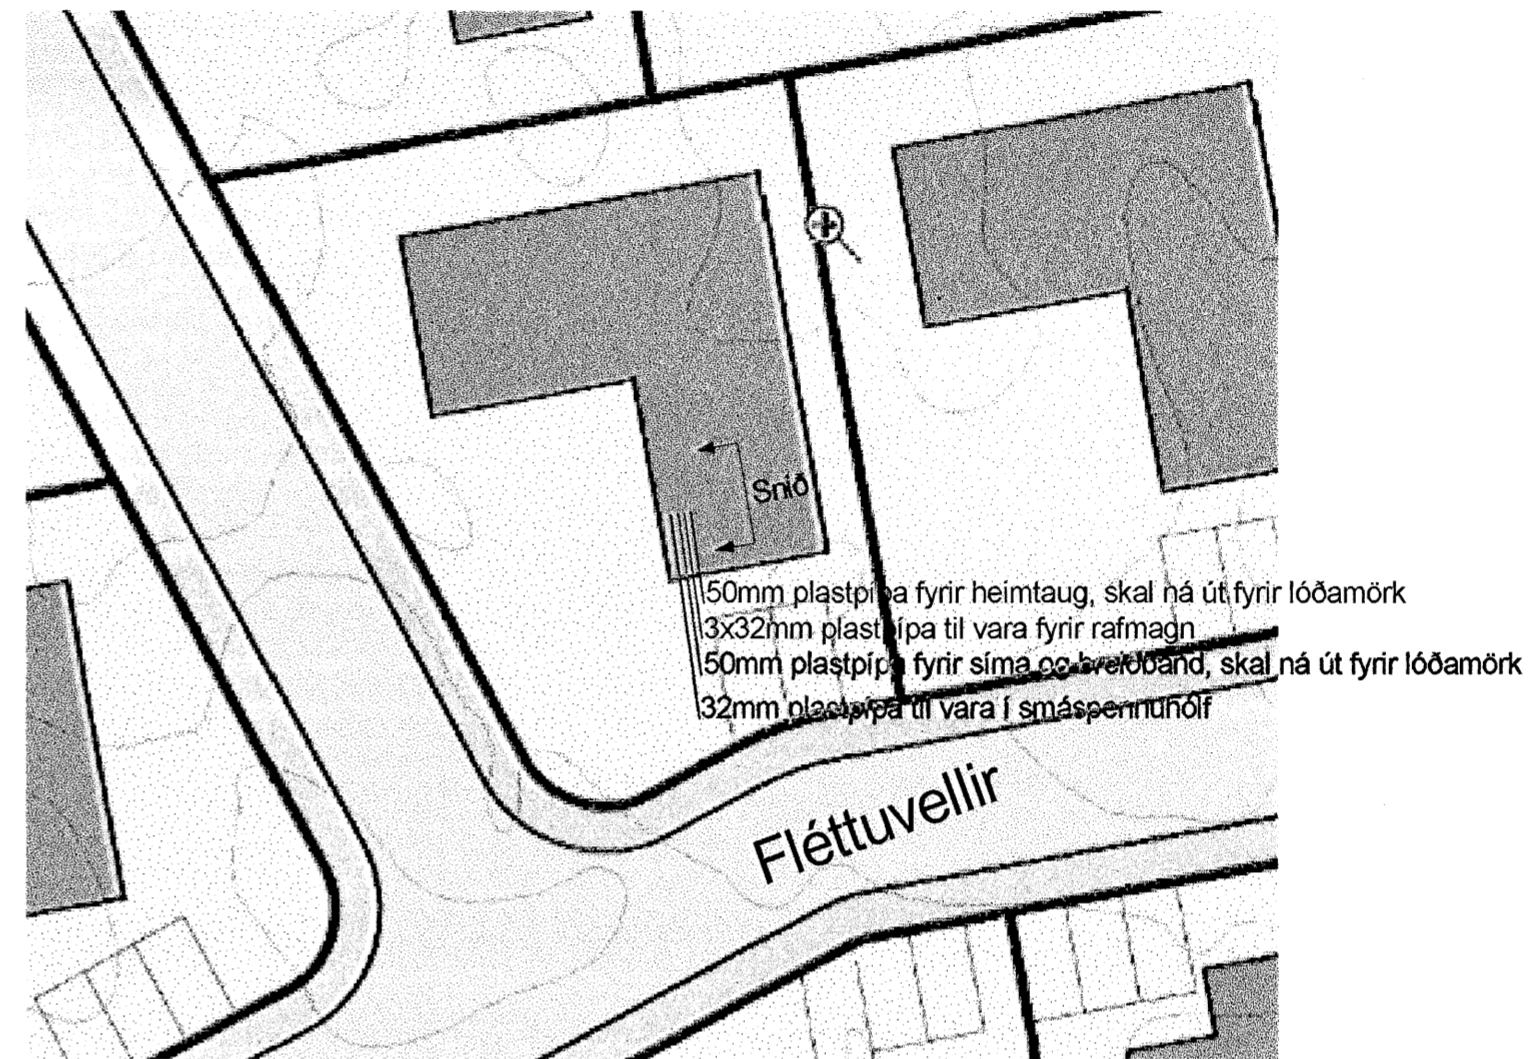 Snið
50mm plastpípa fyrir heimtaug, skal ná út fyrir lóðamörk
3x32mm plastpípa til vara fyrir rafmagn
50mm plastpípa fyrir síma og breiðband, skal ná út fyrir lóðamörk
32mm plastpípa til vara í smáspennuhólf
Fléttuvellir